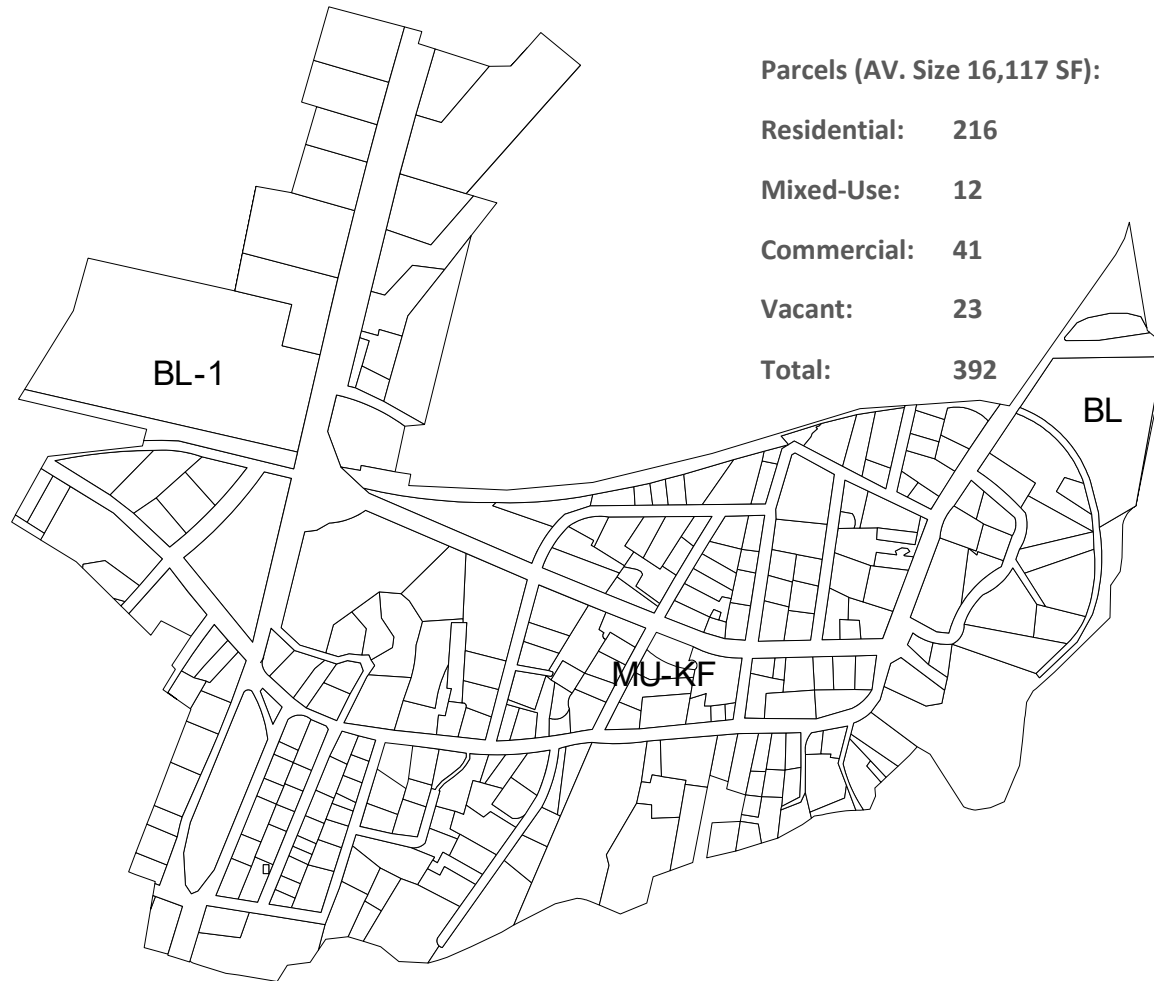 Parcels (AV. Size 16,117 SF):
Residential: 216
Mixed-Use: 12
Commercial: 41
Vacant: 23
Total: 392
BL-1
BL
MU-KF